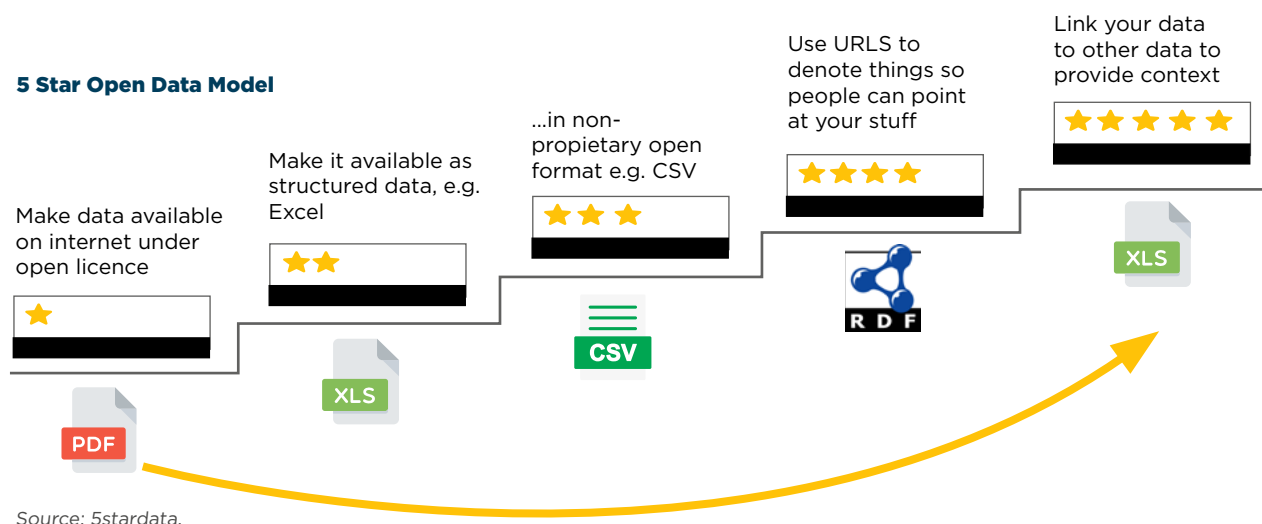 5 Star Open Data Model
Make data available
on internet under
open licence
PDF
Make it available as
structured data, e.g.
Excel
XLS
...in non-
propietary open
format e.g. CSV
CSV
Use URLS to
denote things so
people can point
at your stuff
RDF
Link your data
to other data to
provide context
XLS
Source: 5stardata.